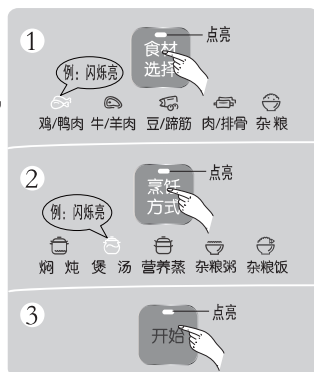 1
点亮
食材
选择
例：闪烁亮
鸡/鸭肉 牛/羊肉 豆/蹄筋 肉/排骨 杂粮
2
点亮
烹饪
方式
例：闪烁亮
焖 炖 煲 汤 营养蒸 杂粮粥 杂粮饭
3
点亮
开始